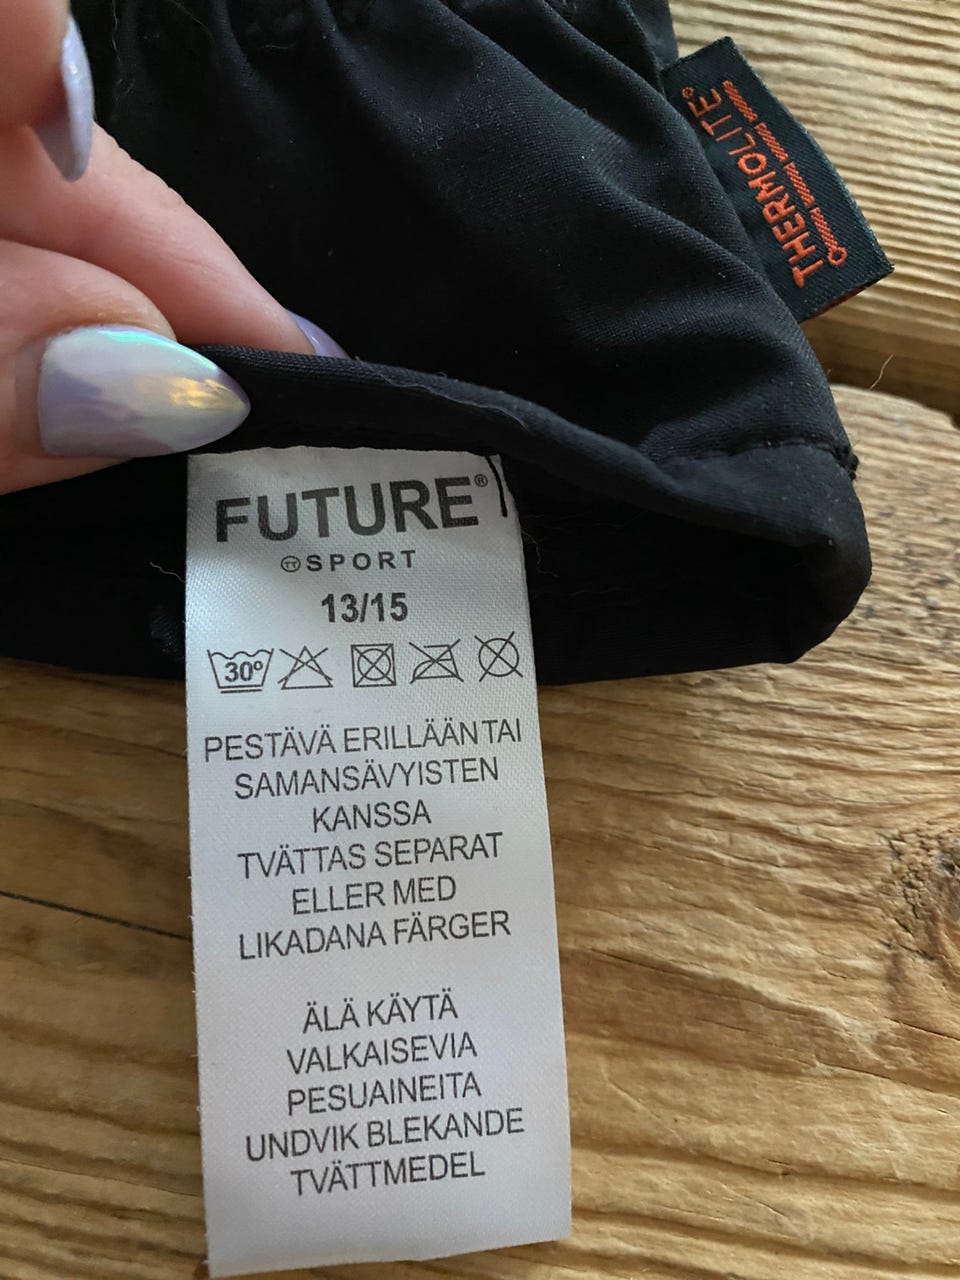 THERMOLITE®
FUTURE®
SPORT
13/15
30°
PESTÄVÄ ERILLÄÄN TAI
SAMANSÄVYISTEN
KANSSA
TVÄTTAS SEPARAT
ELLER MED
LIKADANA FÄRGER
ÄLÄ KÄYTÄ
VALKAISEVIA
PESUAINEITA
UNDVIK BLEKANDE
TVÄTTMEDEL